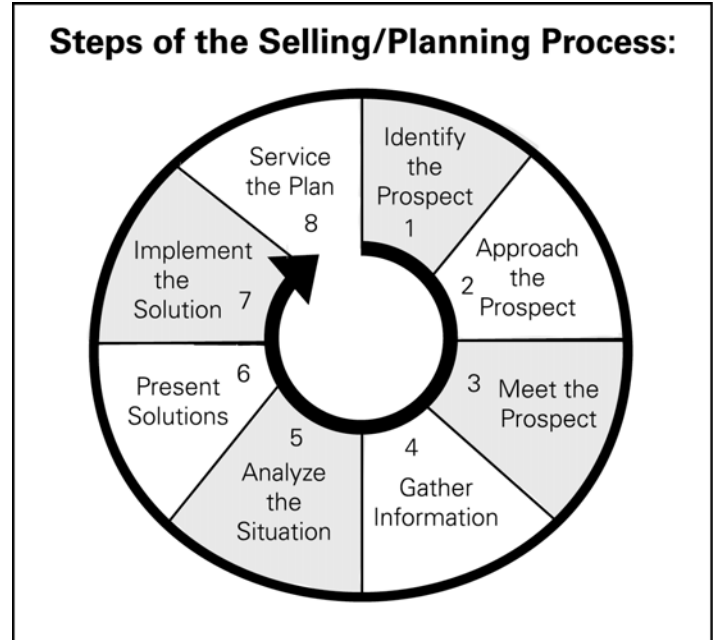 Steps of the Selling/Planning Process:
Identify
the
Prospect
1
Approach
the
2 Prospect
3 Meet the
Prospect
4
Gather
Information
5
Analyze
the
Situation
6
Present
Solutions
Implement
the
Solution 7
Service
the Plan
8